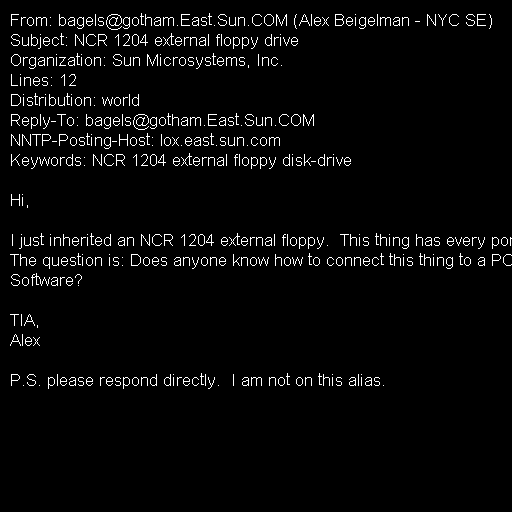 From: bagels@gotham.East.Sun.COM (Alex Beigelman - NYC SE)
Subject: NCR 1204 external floppy drive
Organization: Sun Microsystems, Inc.
Lines: 12
Distribution: world
Reply-To: bagels@gotham.East.Sun.COM
NNTP-Posting-Host: lox.east.sun.com
Keywords: NCR 1204 external floppy disk-drive

Hi,

I just inherited an NCR 1204 external floppy.  This thing has every
The question is: Does anyone know how to connect this thing to a PC
Software?

TIA,
Alex

P.S. please respond directly.  I am not on this alias.